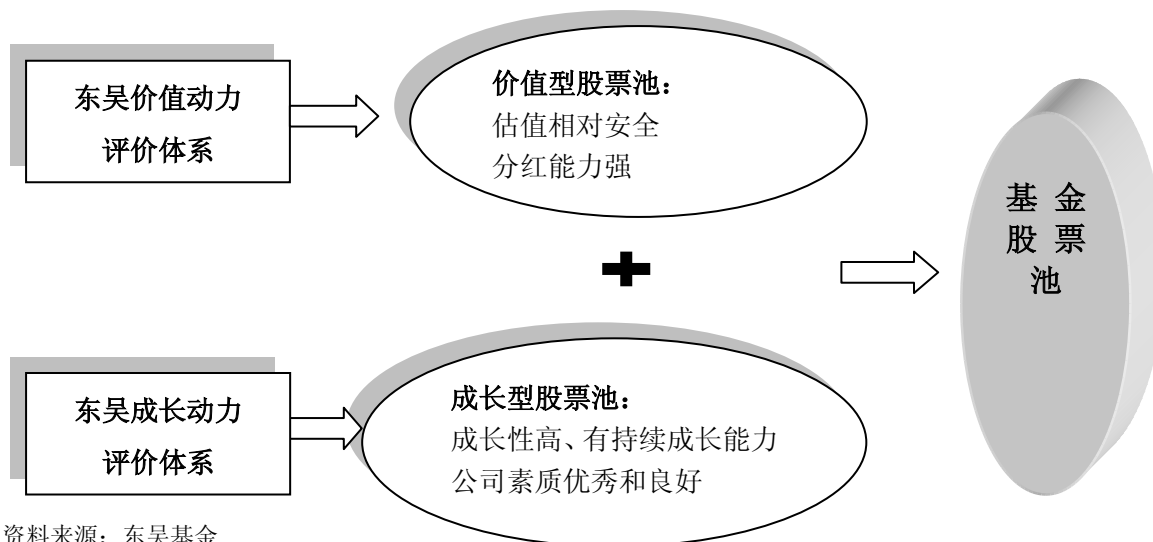 东吴价值动力
评价体系
价值型股票池：
估值相对安全
分红能力强
基 金
股 票
池
东吴成长动力
评价体系
成长型股票池：
成长性高、有持续成长能力
公司素质优秀和良好
资料来源：东吴基金